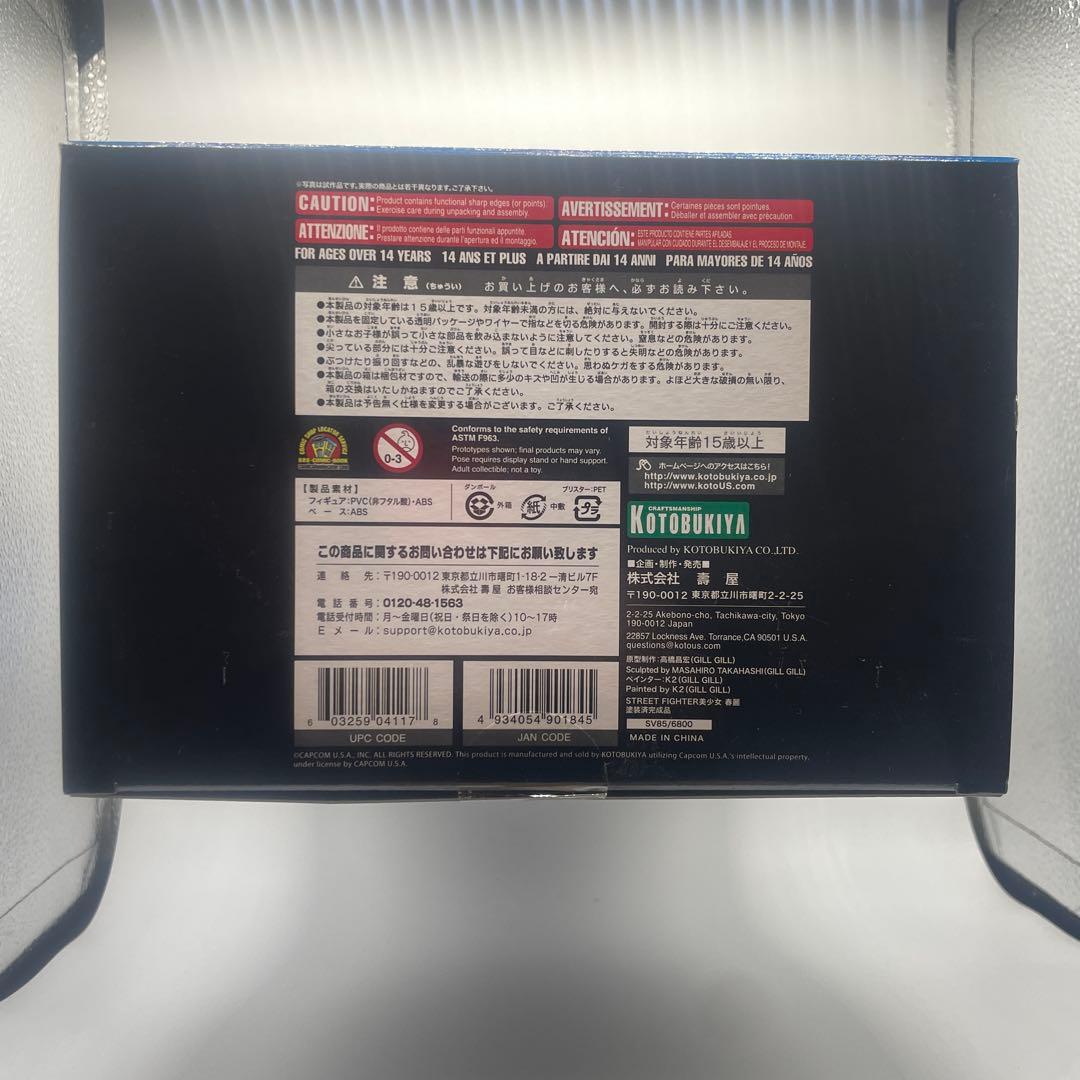 ※写真は試作品です。実際の商品とは若干異なります。ご了承下さい。
CAUTION: Product contains functional sharp edges (or points). Exercise care during unpacking and assembly.
AVERTISSEMENT: Certaines pièces sont pointues. Déballer et assembler avec précaution.
ATTENZIONE: Il prodotto contiene delle parti funzionali appuntite. Prestare attenzione durante l'apertura ed il montaggio.
ATENCIÓN: ESTE PRODUCTO CONTIENE PARTES AFILADAS MANIPULAR CON CUIDADO DURANTE EL DESEMBALAJE Y EL PROCESO DE MONTAJE.
FOR AGES OVER 14 YEARS 14 ANS ET PLUS A PARTIRE DAI 14 ANNI PARA MAYORES DE 14 AÑOS
⚠注意(ちゅうい) お買い上げのお客様へ、必ずお読み下さい。
●本製品の対象年齢は15歳以上です。対象年齢未満の方には、絶対に与えないでください。
●本製品を固定している透明パッケージやワイヤーで指などを切る危険があります。開封する際は十分にご注意ください。
●小さなお子様が誤って小さな部品を飲み込まないように注意してください。窒息などの危険があります。
●尖っている部分には十分ご注意ください。誤って目などに刺したりすると失明などの危険があります。
●ぶつけたり振り回すなどの、乱暴な遊びをしないでください。思わぬケガをする危険があります。
●本製品の箱は梱包材ですので、輸送の際に多少のキズや凹が生じる場合があります。よほど大きな破損の無い限り、
箱の交換はいたしかねますのでご了承ください。
●本製品は予告無く仕様を変更する場合がございます。ご了承ください。
COMIC SHOP LOCATOR SERVICE
888-COMIC-BOOK
0-3
Conforms to the safety requirements of
ASTM F963.
Prototypes shown; final products may vary.
Pose requires display stand or hand support.
Adult collectible; not a toy.
対象年齢15歳以上
ホームページへのアクセスはこちら!
http://www.kotobukiya.co.jp
http://www.kotoUS.com
【製品素材】
フィギュア:PVC(非フタル酸)・ABS
ベース:ABS
ダンボール
外箱
紙
中敷
ブリスター:PET
プラ
CRAFTSMANSHIP
KOTOBUKIYA
この商品に関するお問い合わせは下記にお願い致します
連絡先:〒190-0012 東京都立川市曙町1-18-2 一清ビル7F
株式会社 壽屋 お客様相談センター宛
電話番号:0120-48-1563
電話受付時間:月~金曜日(祝日・祭日を除く)10~17時
Eメール:support@kotobukiya.co.jp
Produced by KOTOBUKIYA CO.,LTD.
■企画・制作・発売■
株式会社 壽屋
〒190-0012 東京都立川市曙町2-2-25
2-2-25 Akebono-cho, Tachikawa-city, Tokyo
190-0012 Japan
22857 Lockness Ave. Torrance,CA 90501 U.S.A.
questions@kotous.com
原型制作:高橋昌宏(GILL GILL)
Sculpted by MASAHIRO TAKAHASHI(GILL GILL)
ペインター:K2(GILL GILL)
Painted by K2(GILL GILL)
STREET FIGHTER美少女 春麗
塗装済完成品
SV85/6800
MADE IN CHINA
6 03259 04117 8
UPC CODE
4 934054 901845
JAN CODE
©CAPCOM U.S.A., INC. ALL RIGHTS RESERVED. This product is manufactured and sold by KOTOBUKIYA utilizing Capcom U.S.A.'s intellectual property,
under license by CAPCOM U.S.A.